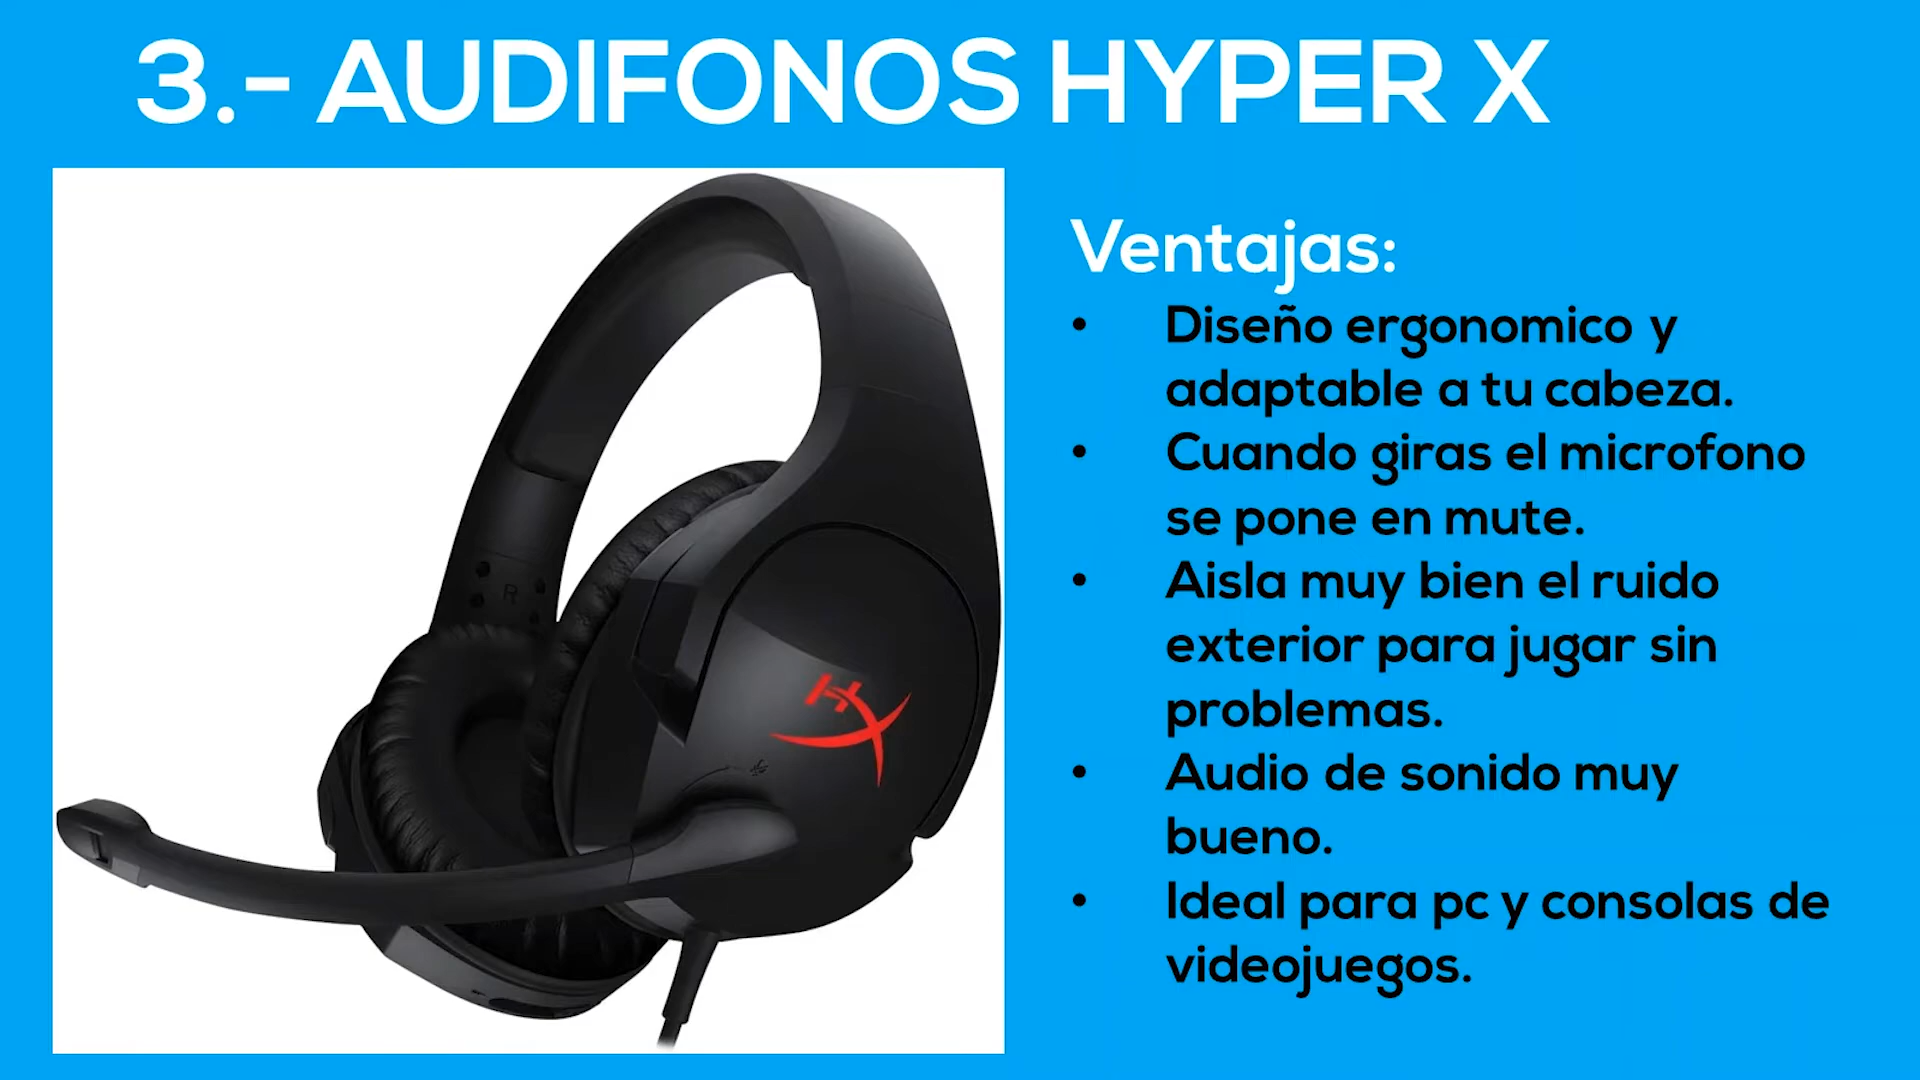 3.- AUDIFONOS HYPER X
Ventajas:
• Diseño ergonomico y
adaptable a tu cabeza.
• Cuando giras el microfono
se pone en mute.
• Aisla muy bien el ruido
exterior para jugar sin
problemas.
• Audio de sonido muy
bueno.
• Ideal para pc y consolas de
videojuegos.
R
HX